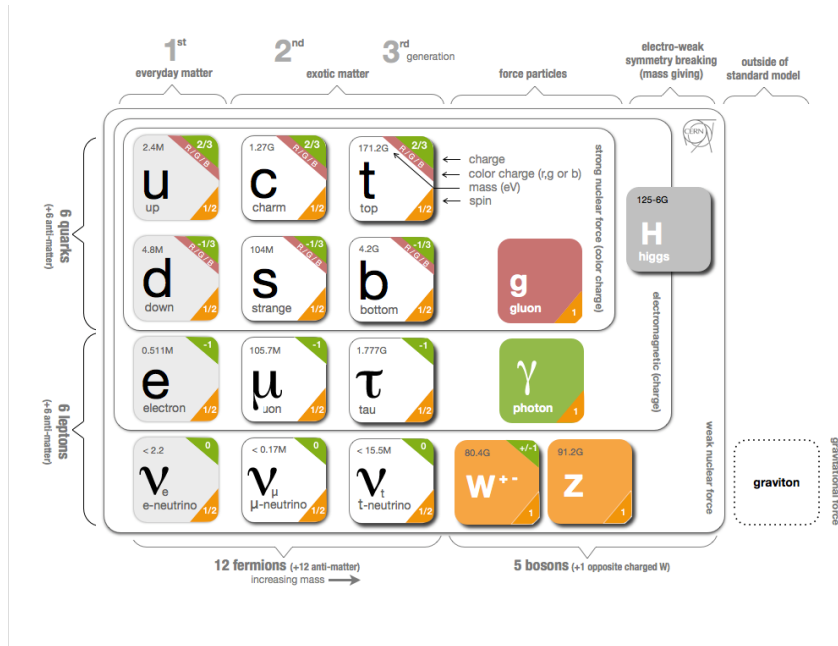 1st
2nd
3rd generation
everyday matter
exotic matter
force particles
electro-weak
symmetry breaking
(mass giving)
outside of
standard model
6 quarks
(+6 anti-matter)
6 leptons
(+6 anti-matter)
2.4M
2/3
R/G/B
u
up
1/2
1.27G
2/3
R/G/B
c
charm
1/2
171.2G
2/3
R/G/B
t
top
1/2
charge
color charge (r,g or b)
mass (eV)
spin
strong nuclear force (color charge)
CERN
125-6G
H
higgs
4.8M
-1/3
R/G/B
d
down
1/2
104M
-1/3
R/G/B
s
strange
1/2
4.2G
-1/3
R/G/B
b
bottom
1/2
g
gluon
1
electromagnetic (charge)
0.511M
-1
e
electron
1/2
105.7M
-1
μ
uon
1/2
1.777G
-1
τ
tau
1/2
γ
photon
1
weak nuclear force
< 2.2
0
νe
e-neutrino
1/2
< 0.17M
0
νμ
μ-neutrino
1/2
< 15.5M
0
νt
t-neutrino
1/2
80.4G
+/-1
W+-
1
91.2G
Z
1
graviton
gravitational force
12 fermions (+12 anti-matter)
increasing mass
5 bosons (+1 opposite charged W)